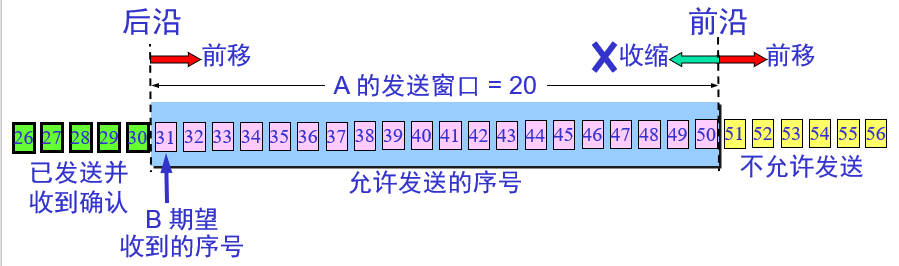 后沿
前沿
前移
收缩
前移
A 的发送窗口 = 20
26 27 28 29 30 31 32 33 34 35 36 37 38 39 40 41 42 43 44 45 46 47 48 49 50 51 52 53 54 55 56
已发送并
收到确认
允许发送的序号
不允许发送
B 期望
收到的序号